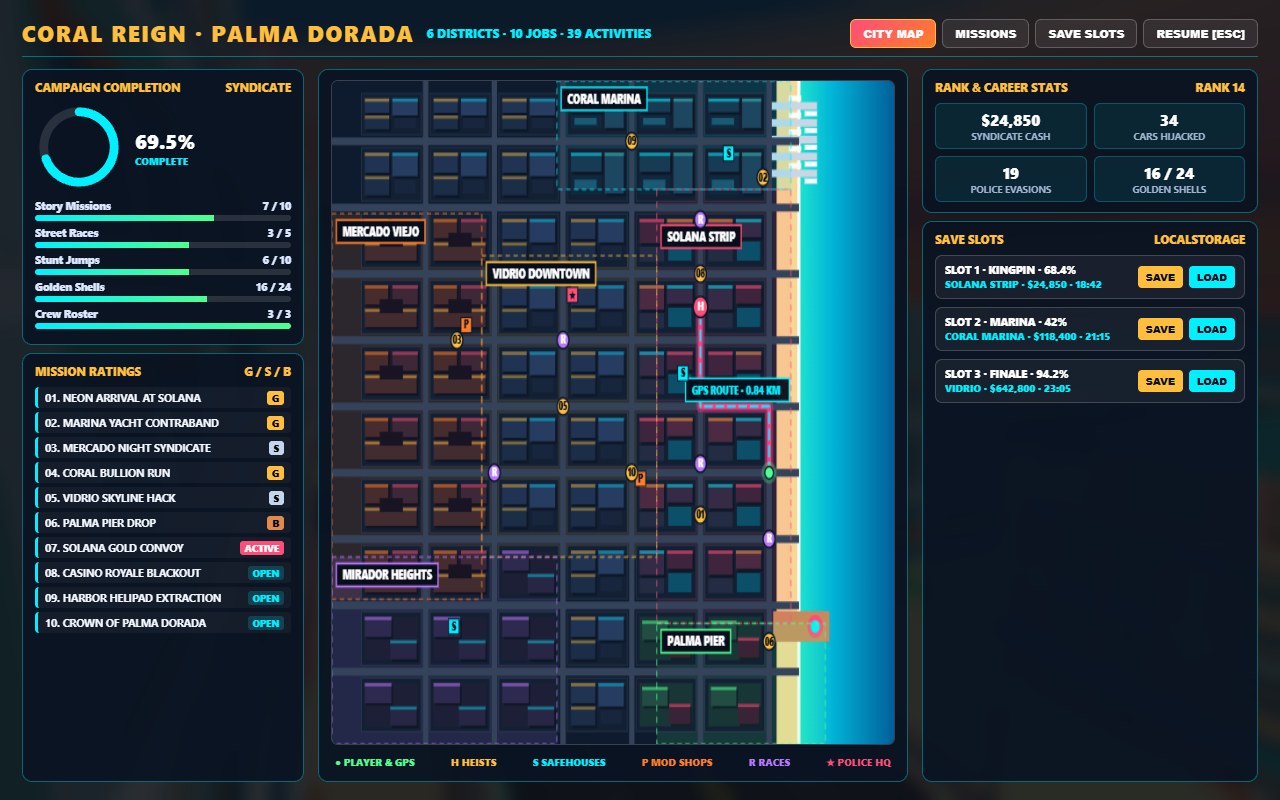 CORAL REIGN · PALMA DORADA
6 DISTRICTS · 10 JOBS · 39 ACTIVITIES
CITY MAP
MISSIONS
SAVE SLOTS
RESUME [ESC]
CAMPAIGN COMPLETION
SYNDICATE
69.5%
COMPLETE
Story Missions 7 / 10
Street Races 3 / 5
Stunt Jumps 6 / 10
Golden Shells 16 / 24
Crew Roster 3 / 3
MISSION RATINGS
G / S / B
01. NEON ARRIVAL AT SOLANA G
02. MARINA YACHT CONTRABAND G
03. MERCADO NIGHT SYNDICATE S
04. CORAL BULLION RUN G
05. VIDRIO SKYLINE HACK S
06. PALMA PIER DROP B
07. SOLANA GOLD CONVOY ACTIVE
08. CASINO ROYALE BLACKOUT OPEN
09. HARBOR HELIPAD EXTRACTION OPEN
10. CROWN OF PALMA DORADA OPEN
CORAL MARINA
09
S
02
R
MERCADO VIEJO
SOLANA STRIP
VIDRIO DOWNTOWN
08
★
H
P
03
R
S
GPS ROUTE · 0.84 KM
05
R
R
10
P
01
R
MIRADOR HEIGHTS
S
PALMA PIER
06
● PLAYER & GPS
H HEISTS
S SAFEHOUSES
P MOD SHOPS
R RACES
★ POLICE HQ
RANK & CAREER STATS
RANK 14
$24,850
SYNDICATE CASH
34
CARS HIJACKED
19
POLICE EVASIONS
16 / 24
GOLDEN SHELLS
SAVE SLOTS
LOCALSTORAGE
SLOT 1 · KINGPIN · 68.4%
SOLANA STRIP · $24,850 · 18:42
SAVE
LOAD
SLOT 2 · MARINA · 42%
CORAL MARINA · $118,400 · 21:15
SAVE
LOAD
SLOT 3 · FINALE · 94.2%
VIDRIO · $642,800 · 23:05
SAVE
LOAD